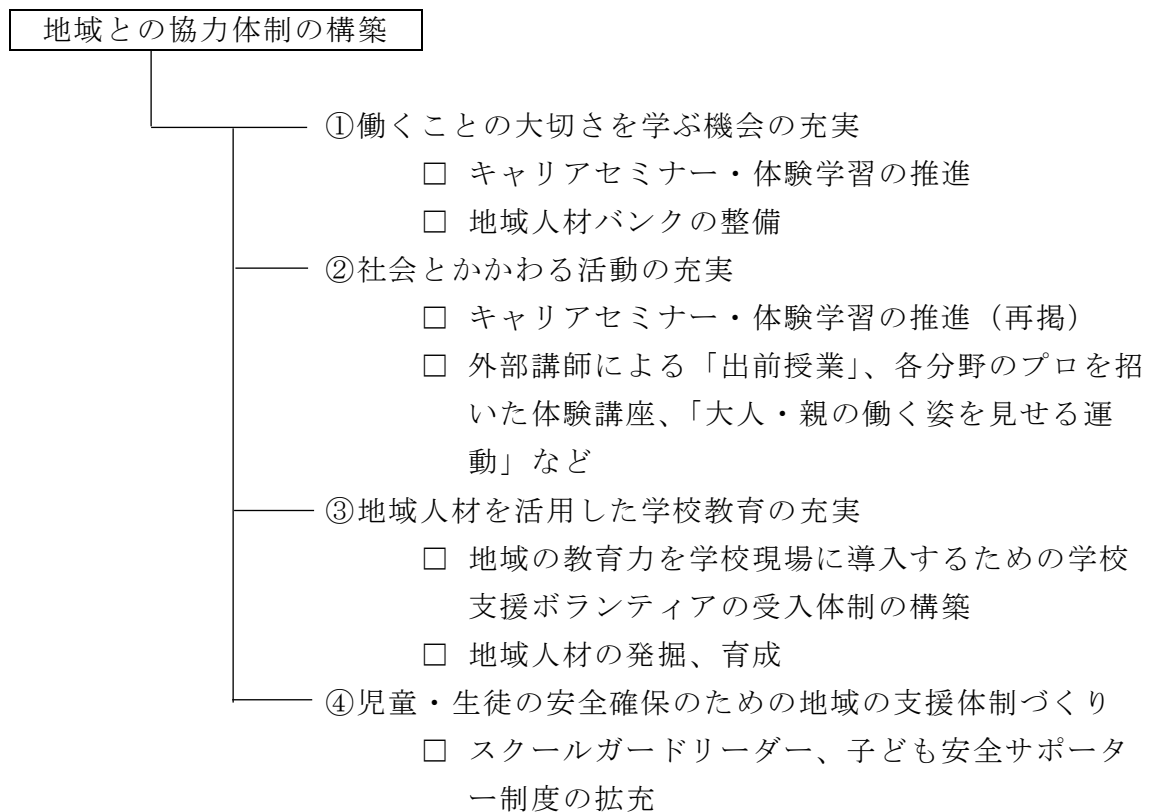 地域との協力体制の構築
①働くことの大切さを学ぶ機会の充実
□ キャリアセミナー・体験学習の推進
□ 地域人材バンクの整備
②社会とかかわる活動の充実
□ キャリアセミナー・体験学習の推進（再掲）
□ 外部講師による「出前授業」、各分野のプロを招
いた体験講座、「大人・親の働く姿を見せる運
動」など
③地域人材を活用した学校教育の充実
□ 地域の教育力を学校現場に導入するための学校
支援ボランティアの受入体制の構築
□ 地域人材の発掘、育成
④児童・生徒の安全確保のための地域の支援体制づくり
□ スクールガードリーダー、子ども安全サポータ
ー制度の拡充